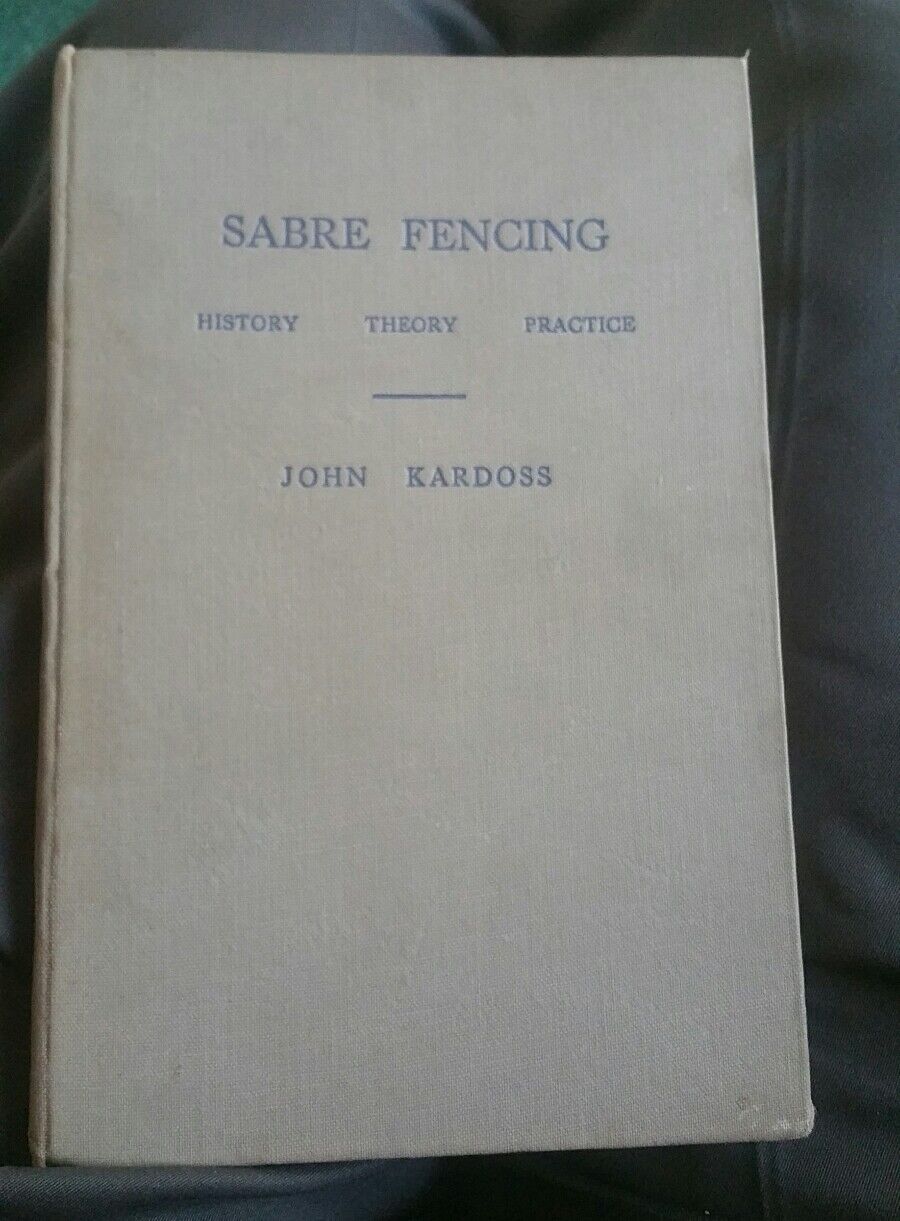 SABRE FENCING
HISTORY THEORY PRACTICE
JOHN KARDOSS